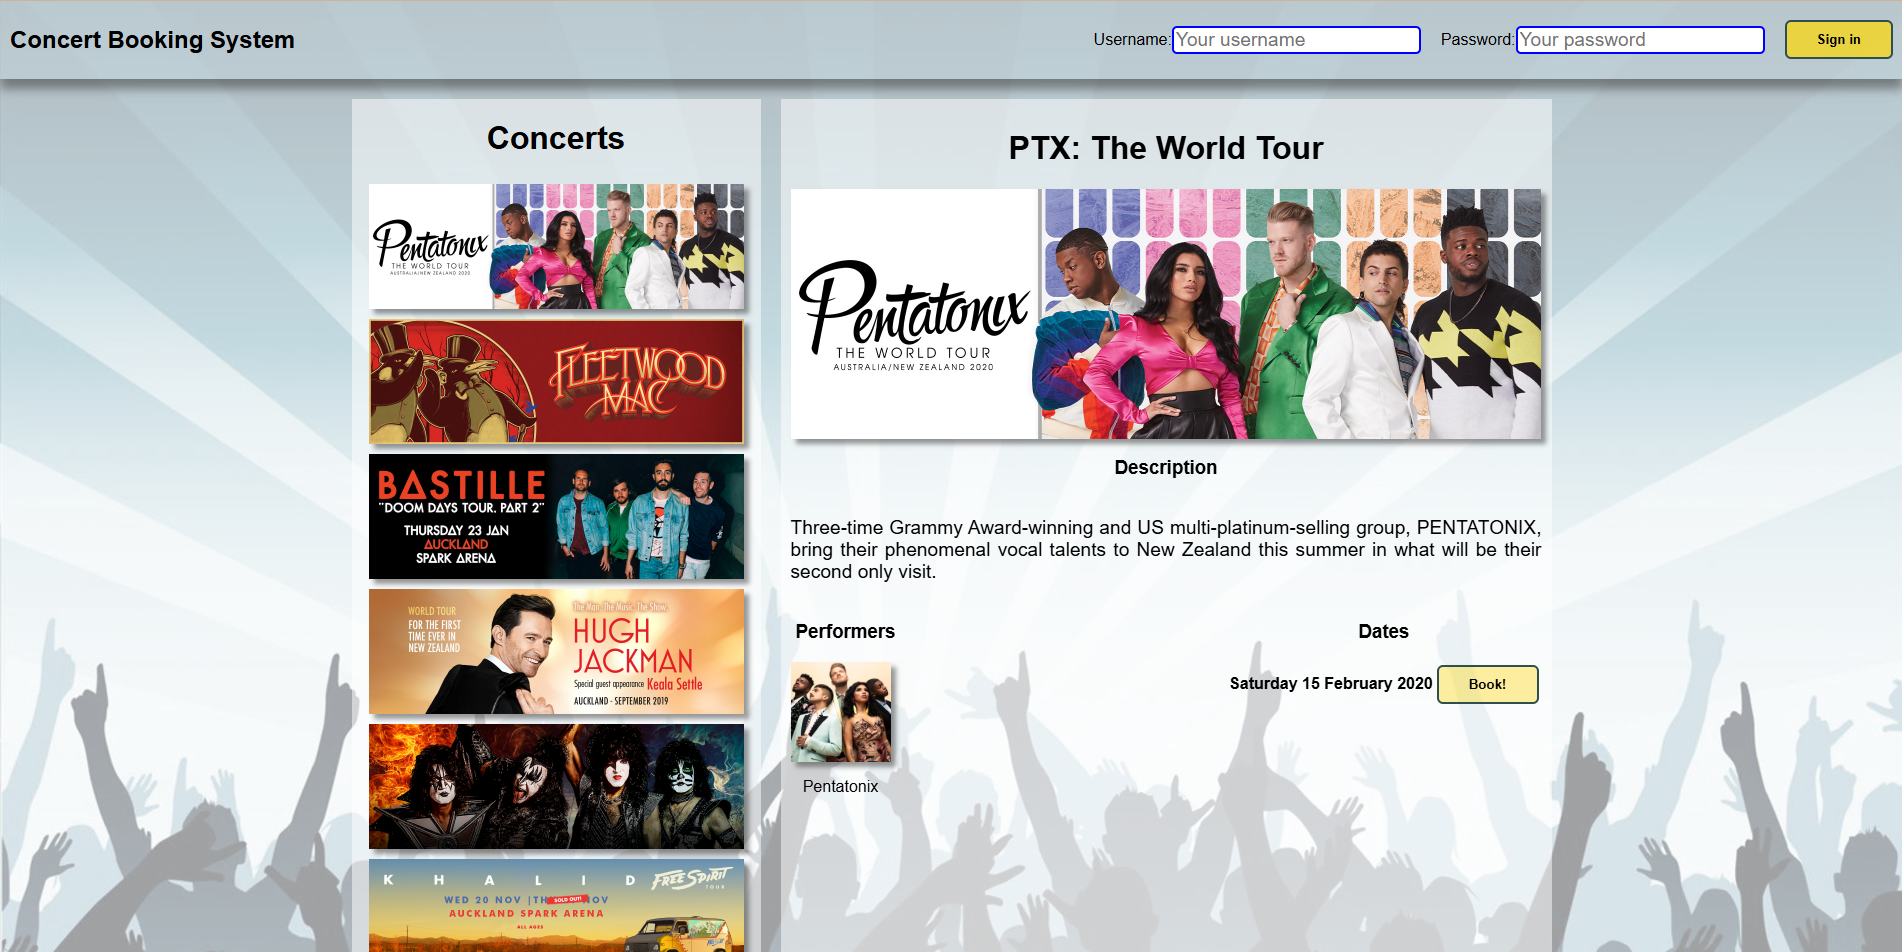 Concert Booking System
Username: Your username
Password: Your password
Sign in
Concerts
Pentatonix
THE WORLD TOUR
AUSTRALIA/NEW ZEALAND 2020
FLEETWOOD
MAC
BASTILLE
"DOOM DAYS TOUR, PART 2"
THURSDAY 23 JAN
AUCKLAND
SPARK ARENA
WORLD TOUR
FOR THE FIRST
TIME EVER IN
NEW ZEALAND
The Man. The Music. The Show.
HUGH
JACKMAN
Special guest appearance Keala Settle
AUCKLAND - SEPTEMBER 2019
KHALID
FREE SPIRIT
TOUR
WED 20 NOV | TH
SOLD OUT!
NOV
AUCKLAND SPARK ARENA
ALL AGES
PTX: The World Tour
Pentatonix
THE WORLD TOUR
AUSTRALIA/NEW ZEALAND 2020
Description
Three-time Grammy Award-winning and US multi-platinum-selling group, PENTATONIX,
bring their phenomenal vocal talents to New Zealand this summer in what will be their
second only visit.
Performers
Pentatonix
Dates
Saturday 15 February 2020
Book!